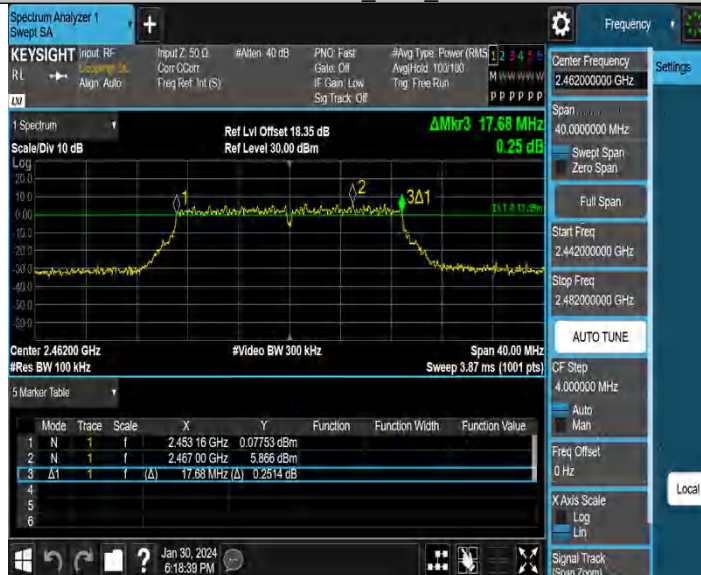 Spectrum Analyzer 1
Swept SA
+
Frequency
KEYSIGHT
RL
LXI
Input: RF
Align: Auto
Input Z: 50 Ω
Corr CCorr
Freq Ref: Int (S)
#Atten: 40 dB
PNO: Fast
Gate: Off
IF Gain: Low
Sig Track: Off
#Avg Type: Power (RMS
Avg|Hold: 100/100
Trig: Free Run
1 2 3 4 5 6
M W W W W W
P P P P P P
Center Frequency
2.462000000 GHz
Settings
Span
40.0000000 MHz
Swept Span
Zero Span
Full Span
Start Freq
2.442000000 GHz
Stop Freq
2.482000000 GHz
AUTO TUNE
CF Step
4.000000 MHz
Auto
Man
Freq Offset
0 Hz
X Axis Scale
Log
Lin
Signal Track
(Span Zoom)
Local
1 Spectrum
Scale/Div 10 dB
Ref Lvl Offset 18.35 dB
Ref Level 30.00 dBm
ΔMkr3 17.68 MHz
0.25 dB
Log
20.0
10.0
0.00
-10.0
-20.0
-30.0
-40.0
-50.0
-60.0
1
2
3Δ1
Center 2.46200 GHz
#Res BW 100 kHz
#Video BW 300 kHz
Span 40.00 MHz
Sweep 3.87 ms (1001 pts)
5 Marker Table
Mode Trace Scale X Y Function Function Width Function Value
1 N 1 f 2.453 16 GHz 0.07753 dBm
2 N 1 f 2.467 00 GHz 5.866 dBm
3 Δ1 1 f (Δ) 17.68 MHz (Δ) 0.2514 dB
4
5
6
?
Jan 30, 2024
6:18:39 PM